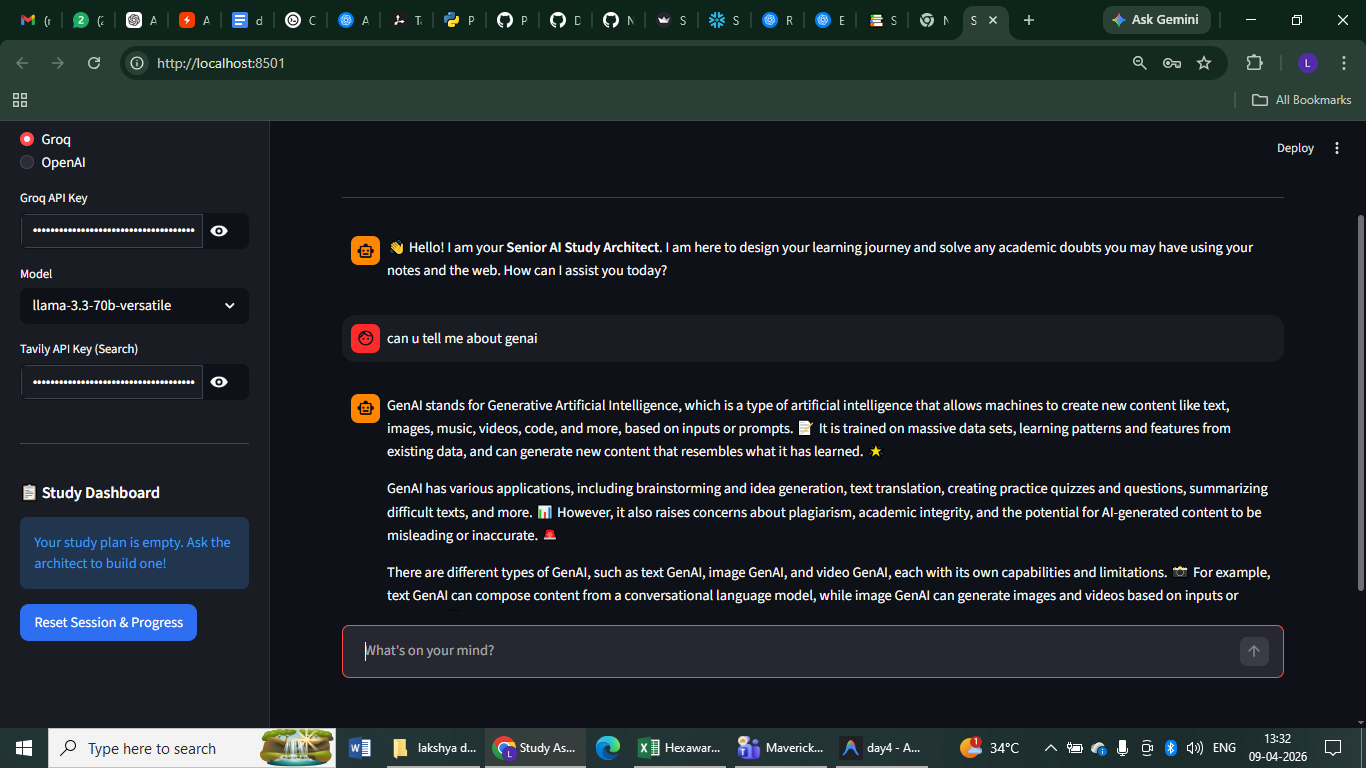 (r
(2
A
A
d
C
A
T
P
P
D
N
S
S
R
E
S
N
S
Ask Gemini
http://localhost:8501
L
All Bookmarks
Groq
OpenAI
Groq API Key
Model
llama-3.3-70b-versatile
Tavily API Key (Search)
Study Dashboard
Your study plan is empty. Ask the
architect to build one!
Reset Session & Progress
Deploy
👋 Hello! I am your Senior AI Study Architect. I am here to design your learning journey and solve any academic doubts you may have using your
notes and the web. How can I assist you today?
can u tell me about genai
GenAI stands for Generative Artificial Intelligence, which is a type of artificial intelligence that allows machines to create new content like text,
images, music, videos, code, and more, based on inputs or prompts. 📝 It is trained on massive data sets, learning patterns and features from
existing data, and can generate new content that resembles what it has learned. ⭐
GenAI has various applications, including brainstorming and idea generation, text translation, creating practice quizzes and questions, summarizing
difficult texts, and more. 📊 However, it also raises concerns about plagiarism, academic integrity, and the potential for AI-generated content to be
misleading or inaccurate. 🚨
There are different types of GenAI, such as text GenAI, image GenAI, and video GenAI, each with its own capabilities and limitations. 📸 For example,
text GenAI can compose content from a conversational language model, while image GenAI can generate images and videos based on inputs or
What's on your mind?
Type here to search
lakshya d...
Study As...
Hexawar...
Maverick...
day4 - A...
1
34°C
ENG
13:32
09-04-2026